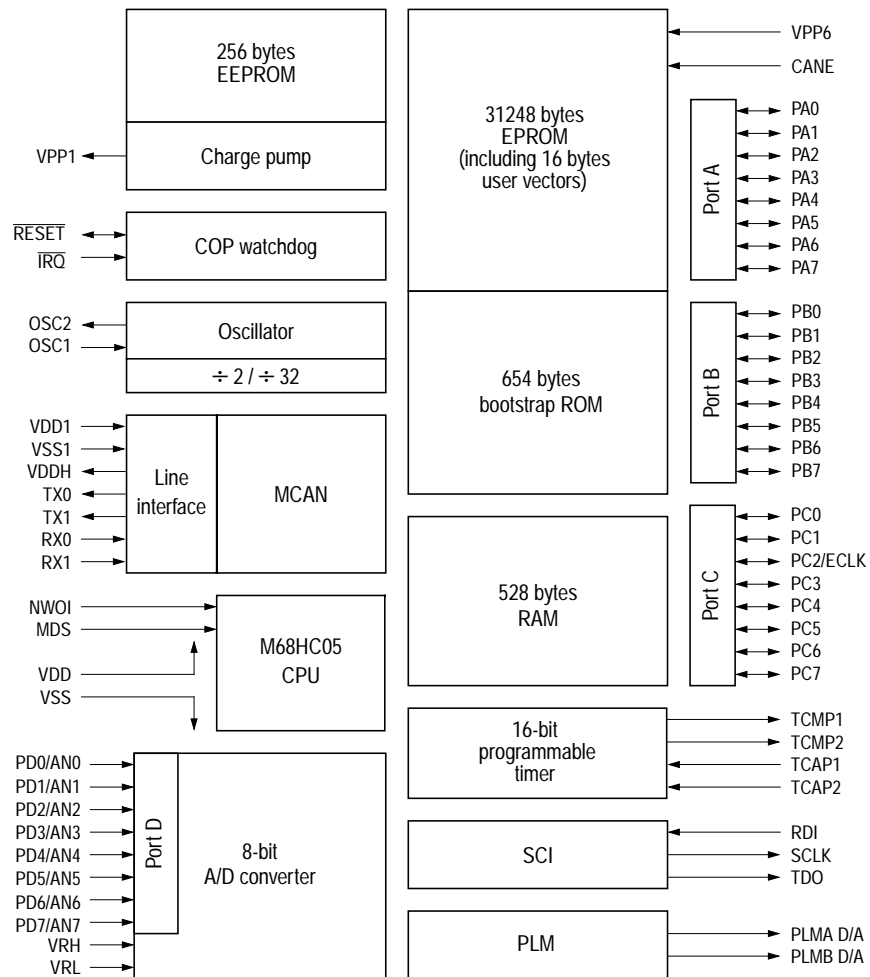 256 bytes
EEPROM
Charge pump
VPP1
RESET
IRQ
COP watchdog
OSC2
OSC1
Oscillator
÷ 2 / ÷ 32
VDD1
VSS1
VDDH
TX0
TX1
RX0
RX1
Line
interface
MCAN
NWOI
MDS
VDD
VSS
M68HC05
CPU
PD0/AN0
PD1/AN1
PD2/AN2
PD3/AN3
PD4/AN4
PD5/AN5
PD6/AN6
PD7/AN7
VRH
VRL
Port D
8-bit
A/D converter
31248 bytes
EPROM
(including 16 bytes
user vectors)
654 bytes
bootstrap ROM
528 bytes
RAM
16-bit
programmable
timer
SCI
PLM
VPP6
CANE
Port A
PA0
PA1
PA2
PA3
PA4
PA5
PA6
PA7
Port B
PB0
PB1
PB2
PB3
PB4
PB5
PB6
PB7
Port C
PC0
PC1
PC2/ECLK
PC3
PC4
PC5
PC6
PC7
TCMP1
TCMP2
TCAP1
TCAP2
RDI
SCLK
TDO
PLMA D/A
PLMB D/A